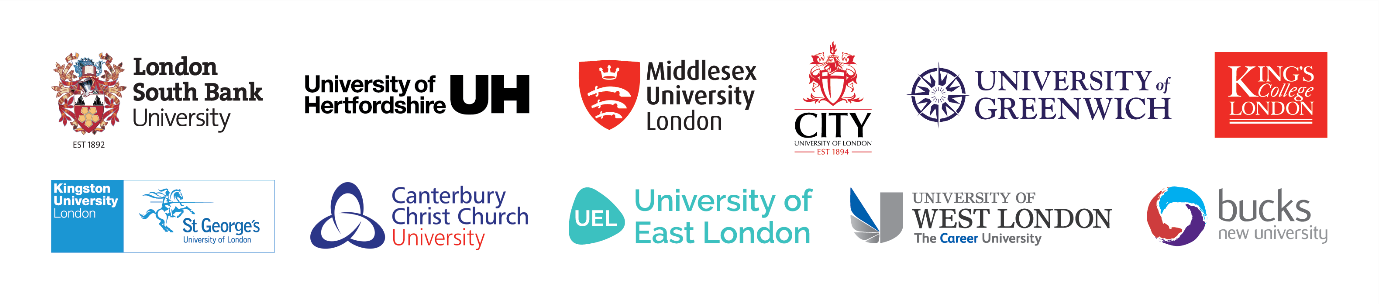 London
South Bank
University
EST 1892
University of
Hertfordshire
UH
Middlesex
University
London
CITY
UNIVERSITY OF LONDON
EST 1894
UNIVERSITY of
GREENWICH
KING'S
College
LONDON
Kingston
University
London
St George's
University of London
Canterbury
Christ Church
University
UEL
University of
East London
UNIVERSITY OF
WEST LONDON
The Career University
bucks
new university